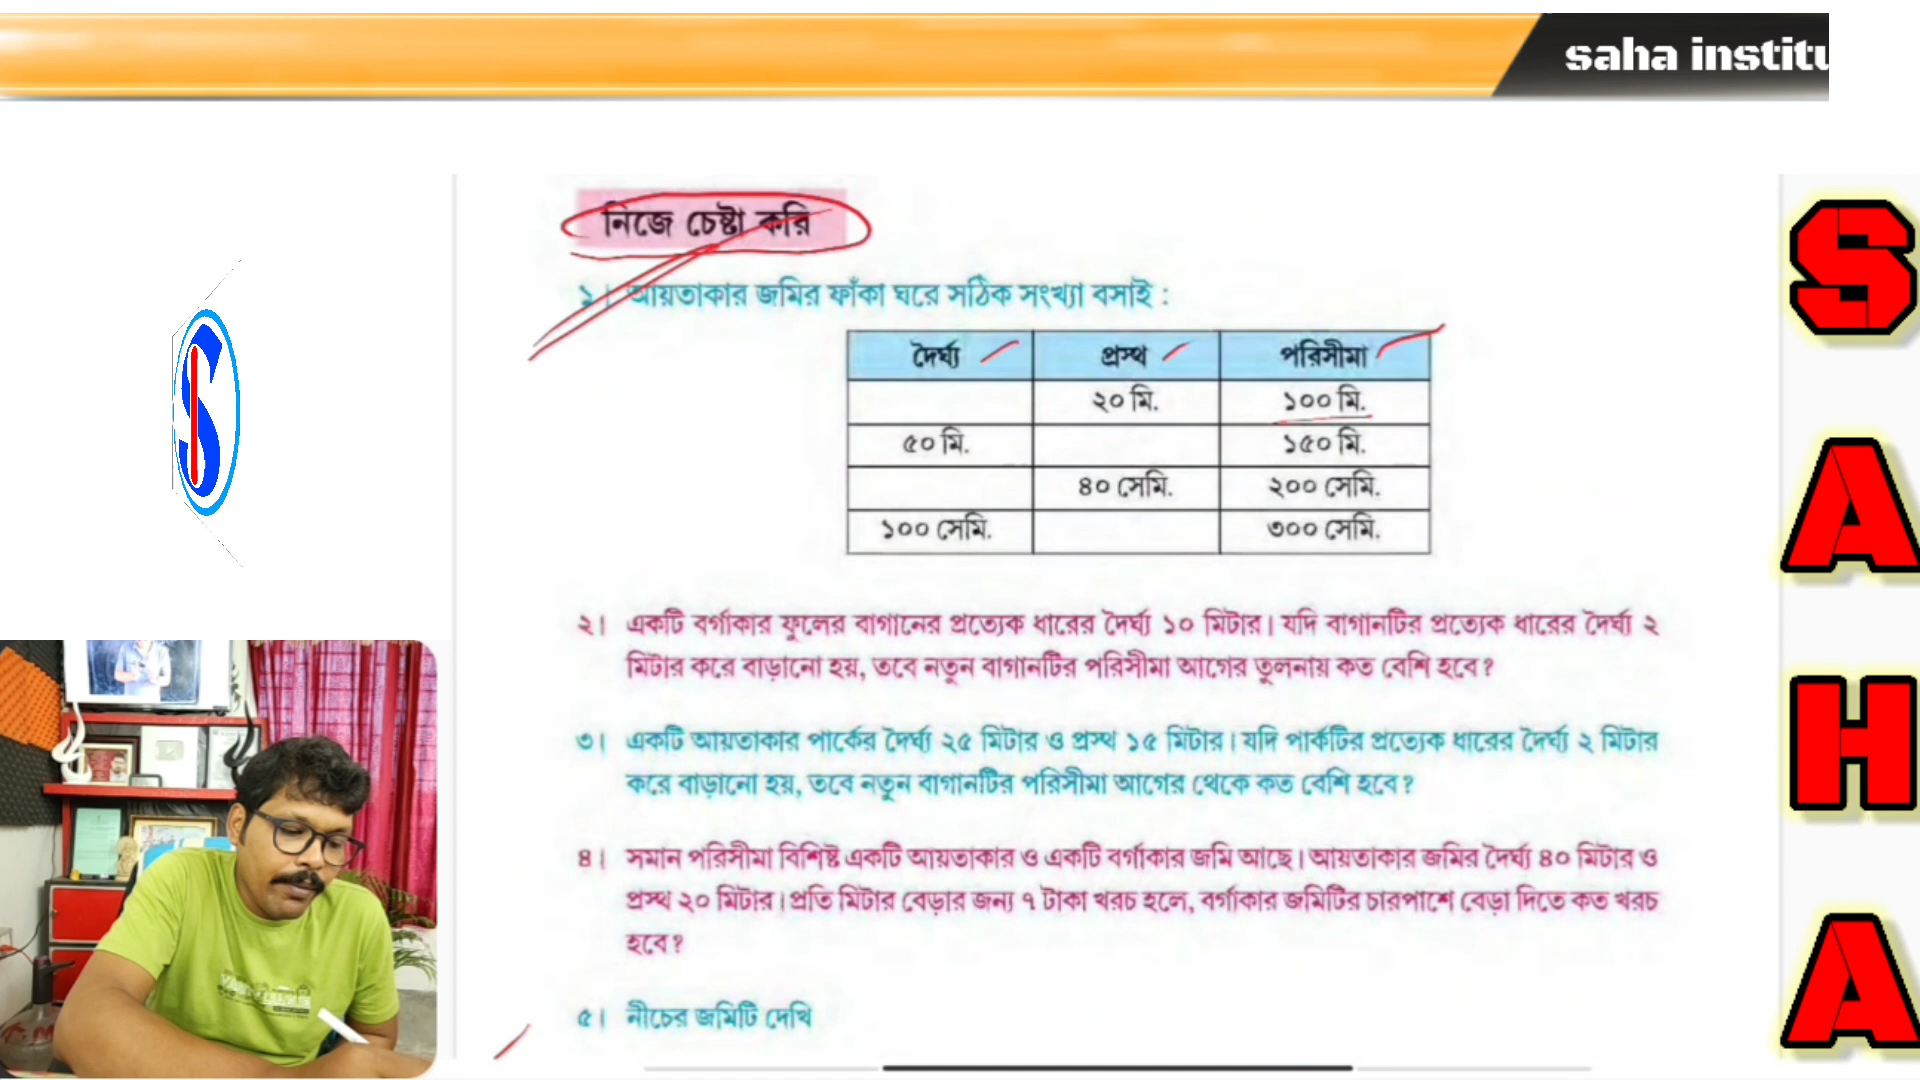 saha institu
নিজে চেষ্টা করি
১। আয়তাকার জমির ফাঁকা ঘরে সঠিক সংখ্যা বসাই :
দৈর্ঘ্য প্রস্থ পরিসীমা
২০ মি. ১০০ মি.
৫০ মি. ১৫০ মি.
৪০ সেমি. ২০০ সেমি.
১০০ সেমি. ৩০০ সেমি.
২। একটি বর্গাকার ফুলের বাগানের প্রত্যেক ধারের দৈর্ঘ্য ১০ মিটার। যদি বাগানটির প্রত্যেক ধারের দৈর্ঘ্য ২
মিটার করে বাড়ানো হয়, তবে নতুন বাগানটির পরিসীমা আগের তুলনায় কত বেশি হবে?
৩। একটি আয়তাকার পার্কের দৈর্ঘ্য ২৫ মিটার ও প্রস্থ ১৫ মিটার। যদি পার্কটির প্রত্যেক ধারের দৈর্ঘ্য ২ মিটার
করে বাড়ানো হয়, তবে নতুন বাগানটির পরিসীমা আগের থেকে কত বেশি হবে?
৪। সমান পরিসীমা বিশিষ্ট একটি আয়তাকার ও একটি বর্গাকার জমি আছে। আয়তাকার জমির দৈর্ঘ্য ৪০ মিটার ও
প্রস্থ ২০ মিটার। প্রতি মিটার বেড়ার জন্য ৭ টাকা খরচ হলে, বর্গাকার জমিটির চারপাশে বেড়া দিতে কত খরচ
হবে?
৫। নীচের জমিটি দেখি
S
A
H
A